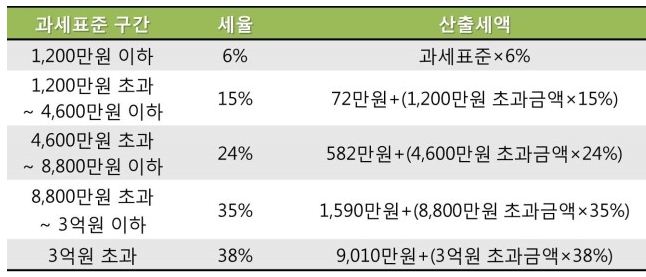 과세표준 구간 세율 산출세액
1,200만원 이하 6% 과세표준×6%
1,200만원 초과
~ 4,600만원 이하 15% 72만원+(1,200만원 초과금액×15%)
4,600만원 초과
~ 8,800만원 이하 24% 582만원+(4,600만원 초과금액×24%)
8,800만원 초과
~ 3억원 이하 35% 1,590만원+(8,800만원 초과금액×35%)
3억원 초과 38% 9,010만원+(3억원 초과금액×38%)